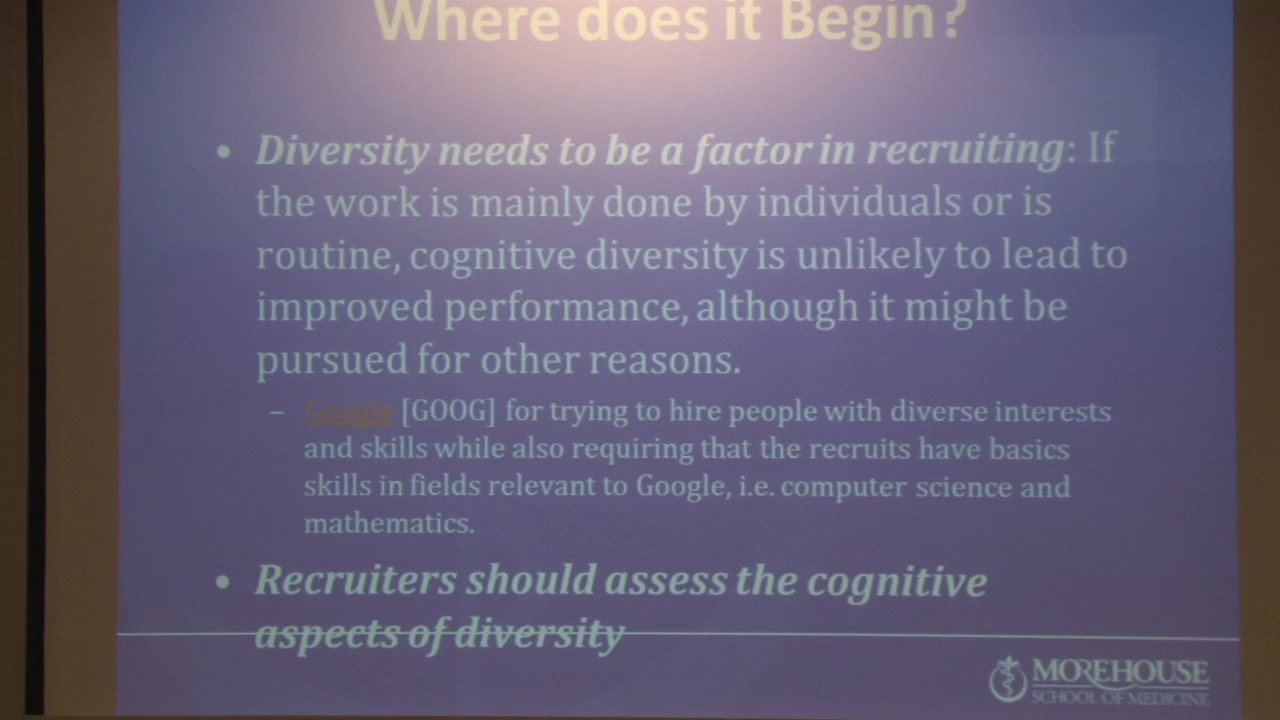 Where does it Begin?
• Diversity needs to be a factor in recruiting: If
the work is mainly done by individuals or is
routine, cognitive diversity is unlikely to lead to
improved performance, although it might be
pursued for other reasons.
– Google [GOOG] for trying to hire people with diverse interests
and skills while also requiring that the recruits have basics
skills in fields relevant to Google, i.e. computer science and
mathematics.
• Recruiters should assess the cognitive
aspects of diversity
MOREHOUSE
SCHOOL OF MEDICINE